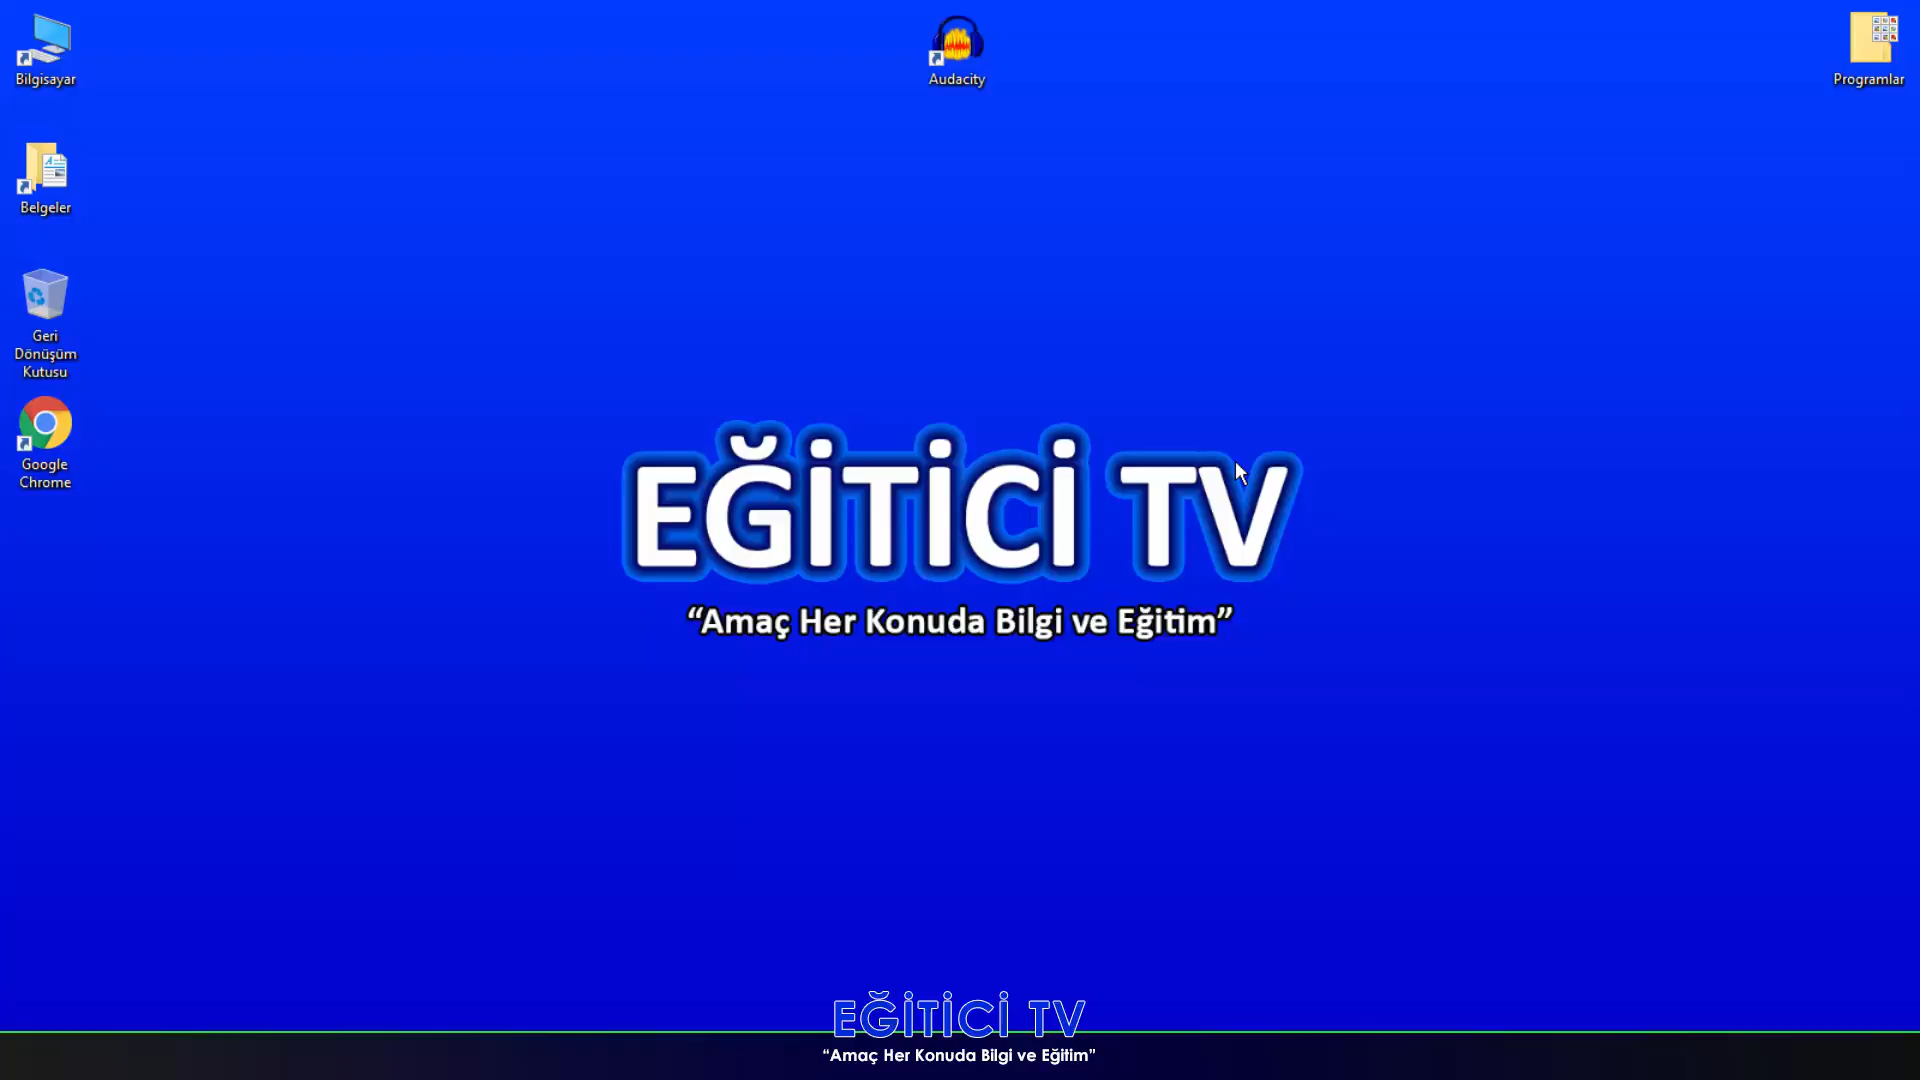 Bilgisayar
Audacity
Programlar
Belgeler
Geri
Dönüşüm
Kutusu
Google
Chrome
EĞİTİCİ TV
“Amaç Her Konuda Bilgi ve Eğitim”
EĞİTİCİ TV
“Amaç Her Konuda Bilgi ve Eğitim”